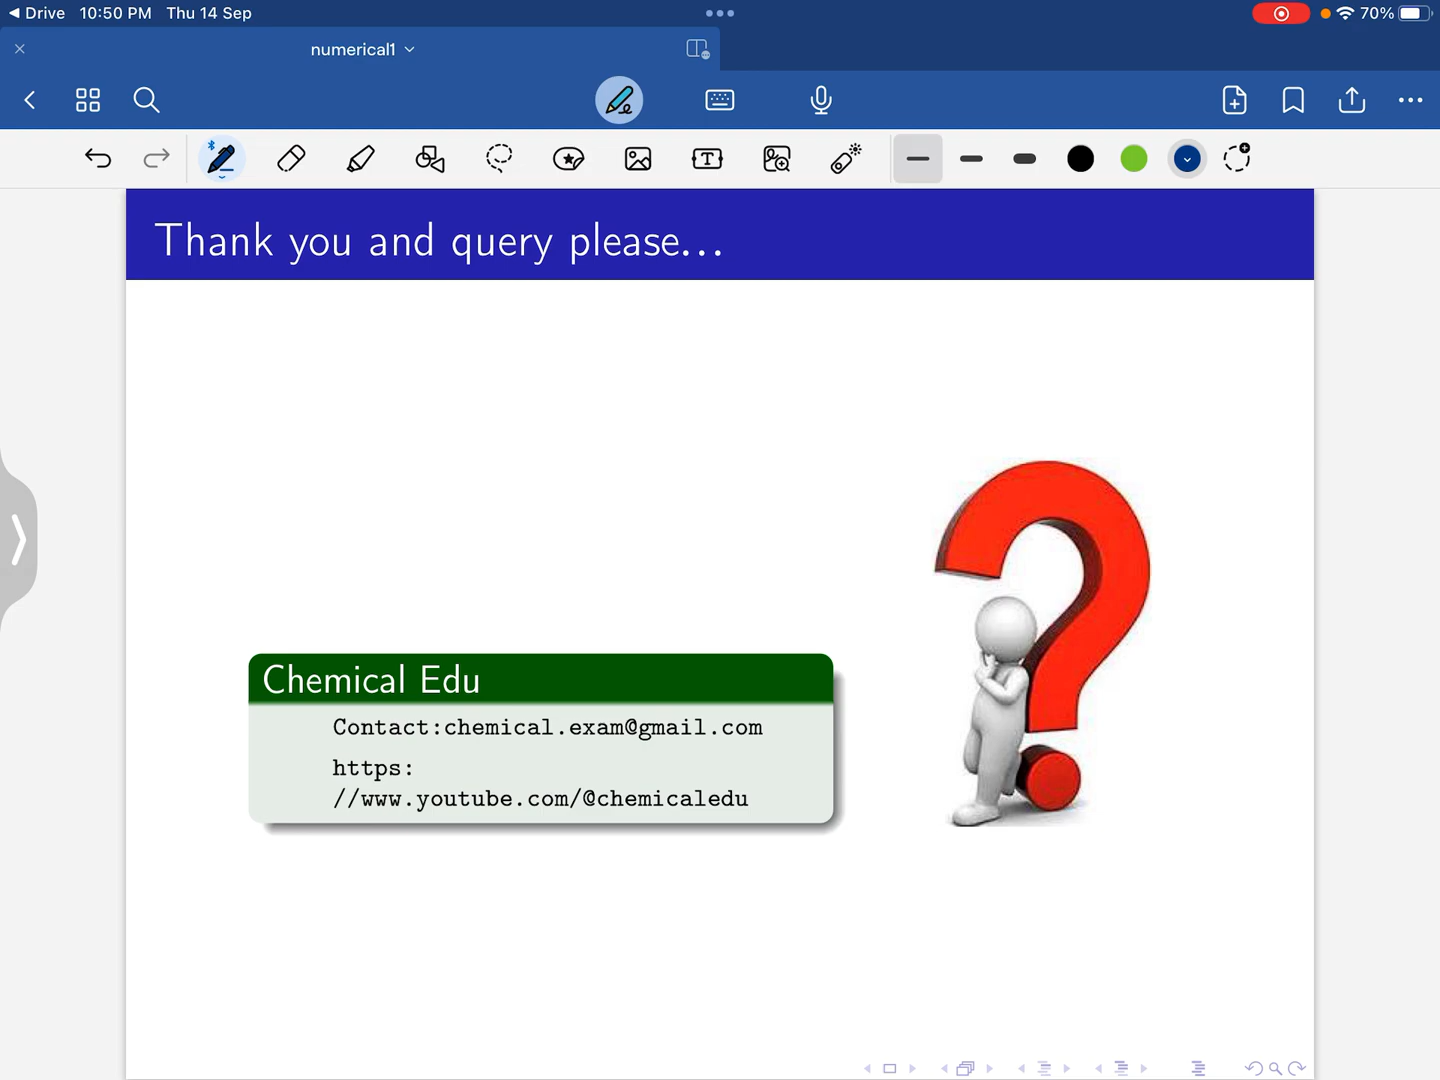 Drive 10:50 PM Thu 14 Sep 70%
numerical1
Thank you and query please...
Chemical Edu
Contact:chemical.exam@gmail.com
https:
//www.youtube.com/@chemicaledu